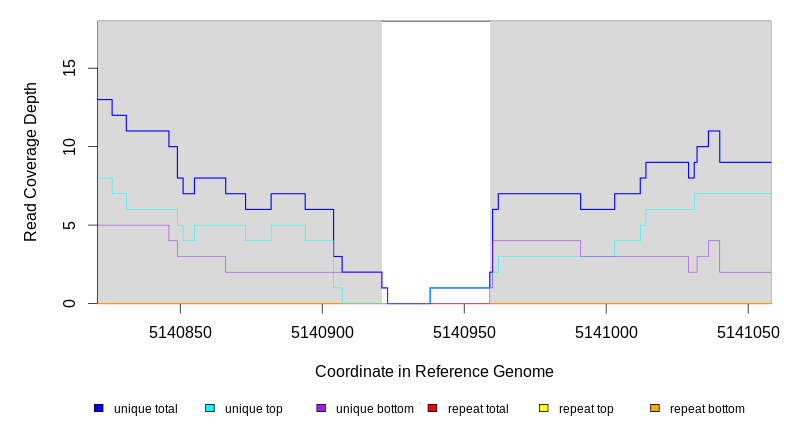 Read Coverage Depth
15
10
5
0
5140850 5140900 5140950 5141000 5141050
Coordinate in Reference Genome
unique total unique top unique bottom repeat total repeat top repeat bottom